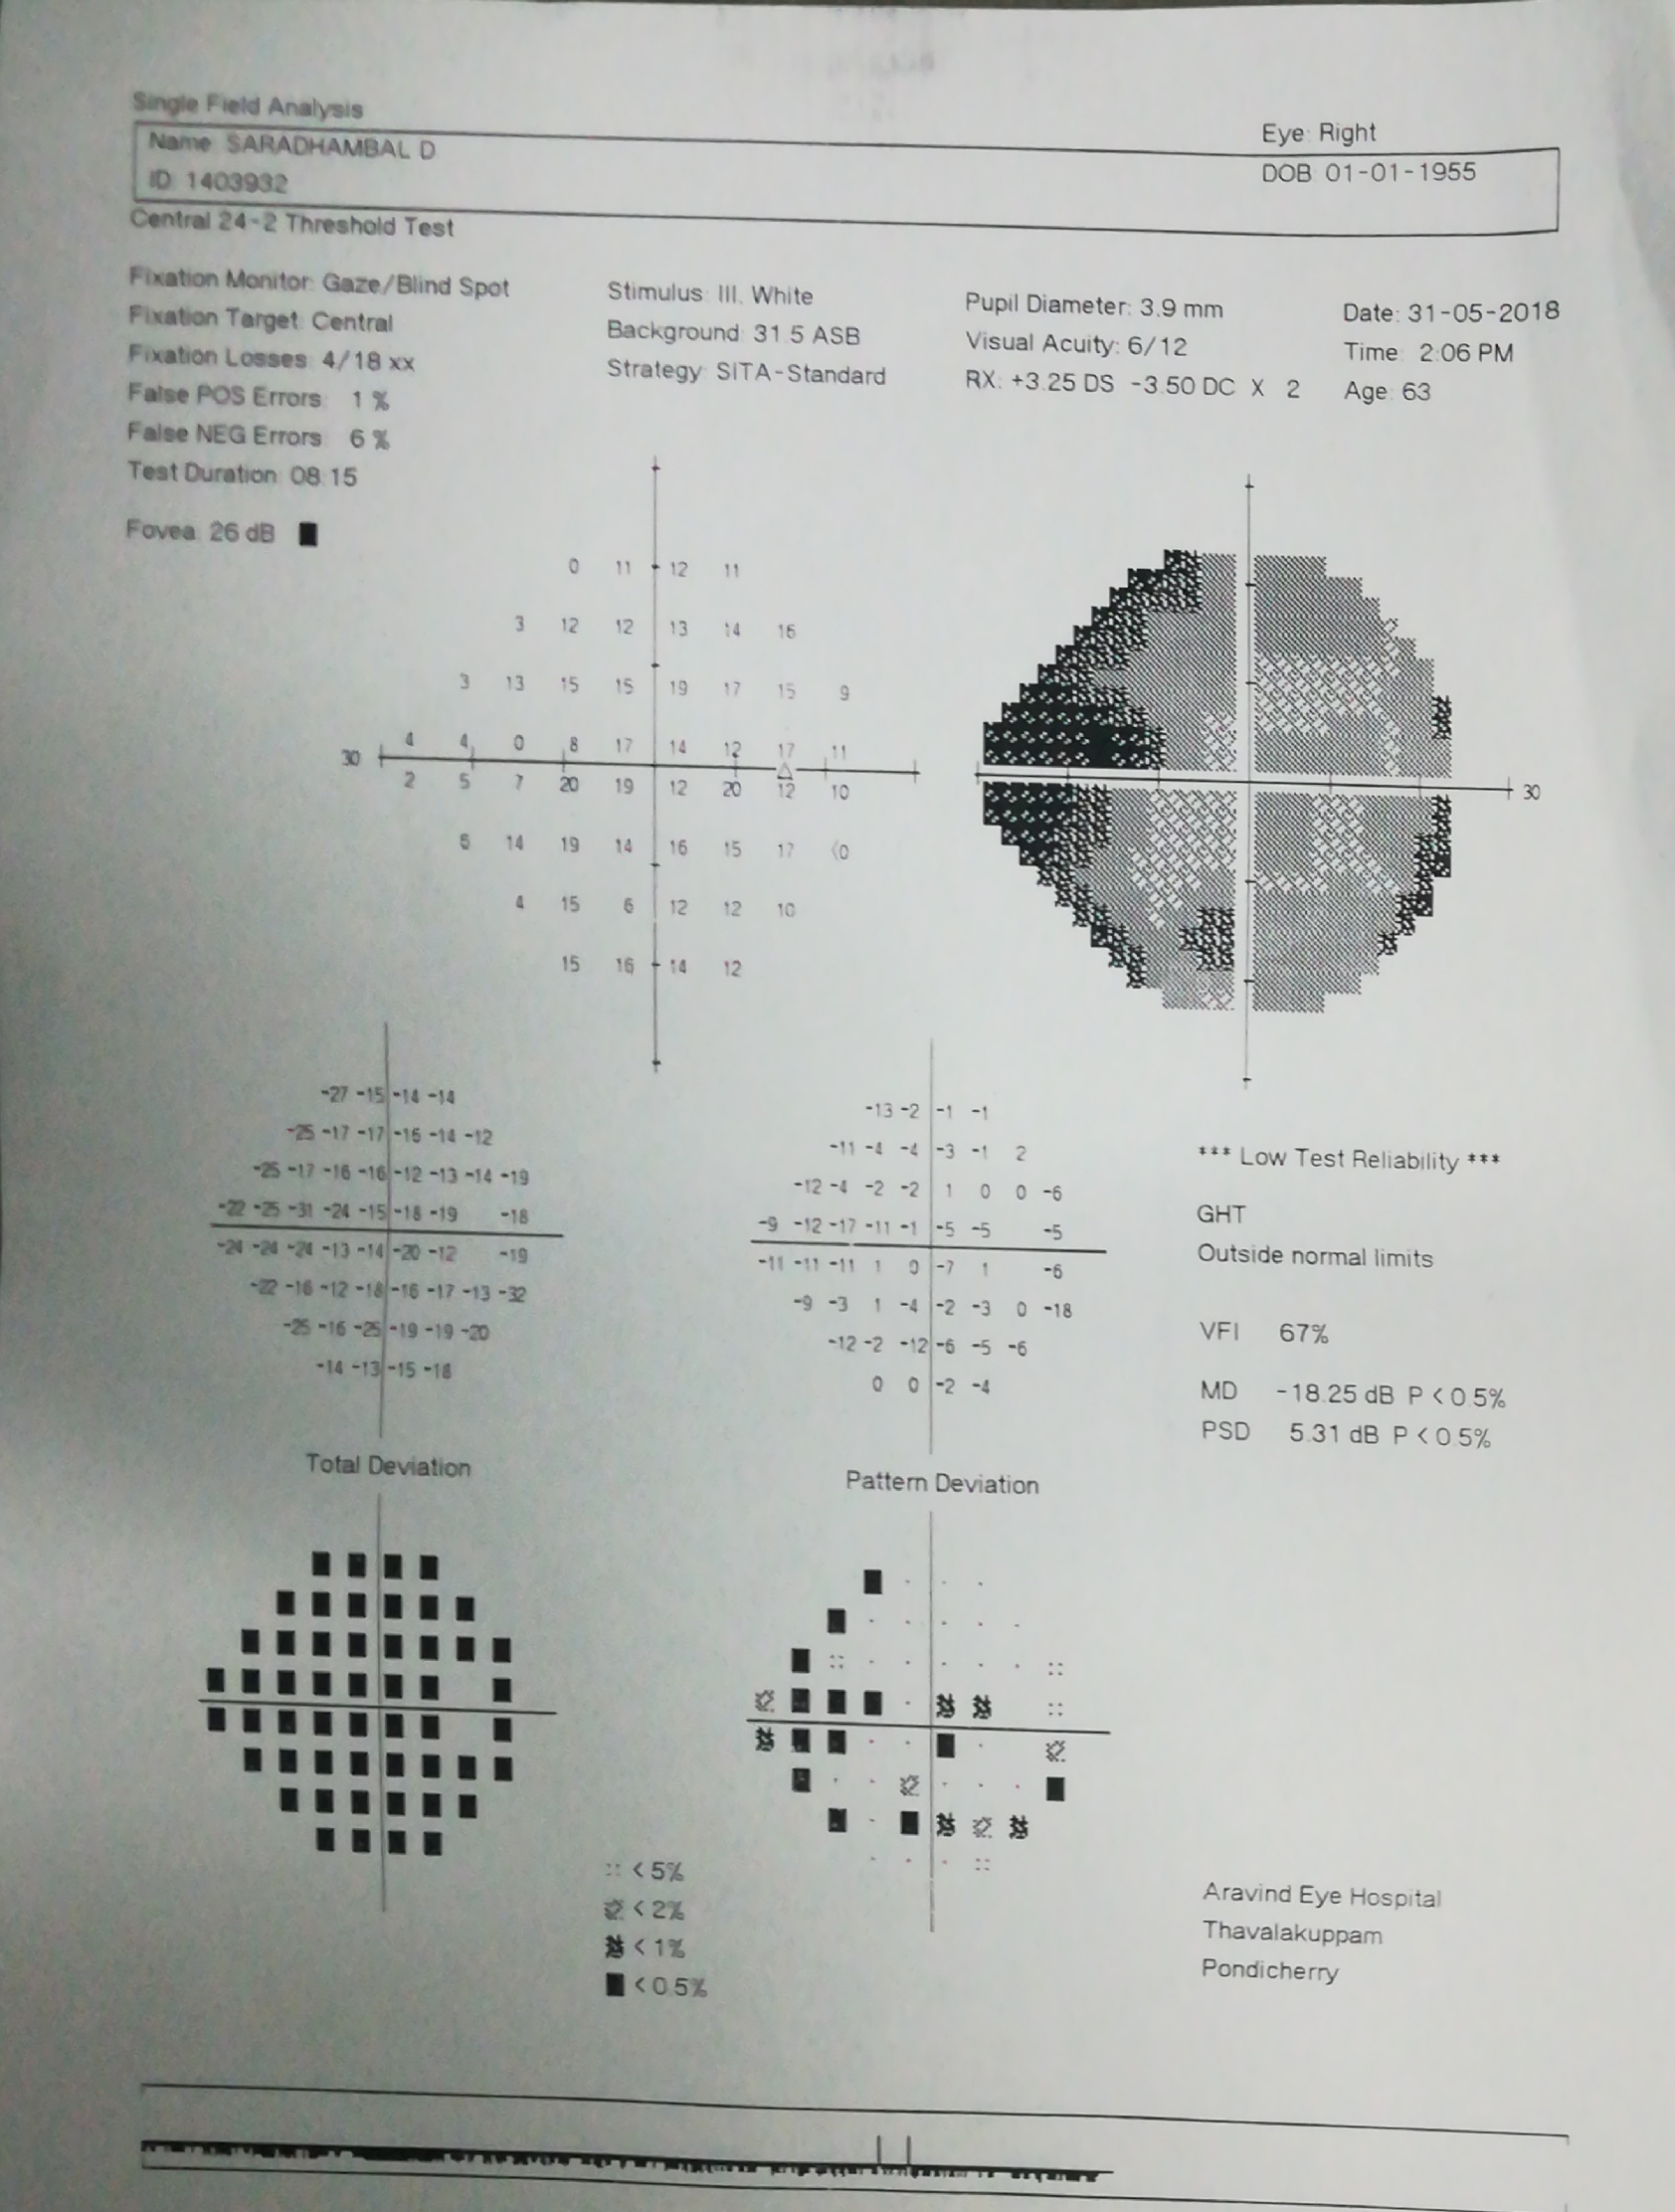 Single Field Analysis
Eye: Right
Name: SARADHAMBAL D
DOB: 01-01-1955
ID: 1403932
Central 24-2 Threshold Test
Fixation Monitor: Gaze/Blind Spot
Fixation Target: Central
Fixation Losses: 4/18 xx
False POS Errors: 1 %
False NEG Errors: 6 %
Test Duration: 08:15
Fovea: 26 dB
Stimulus: III, White
Background: 31.5 ASB
Strategy: SITA-Standard
Pupil Diameter: 3.9 mm
Visual Acuity: 6/12
RX: +3.25 DS -3.50 DC X 2
Date: 31-05-2018
Time: 2:06 PM
Age: 63
0 11 12 11
3 12 12 13 14 16
3 13 15 15 19 17 15 9
4 4 0 8 17 14 12 17 11
30
2 5 7 20 19 12 20 12 10
14 19 14 16 15 17 <0
4 15 6 12 12 10
15 16 14 12
30
-27 -15 -14 -14
-25 -17 -17 -16 -14 -12
-25 -17 -16 -16 -12 -13 -14 -19
-22 -25 -31 -24 -15 -18 -19 -18
-24 -24 -24 -13 -14 -20 -12 -19
-22 -16 -12 -18 -16 -17 -13 -32
-25 -16 -25 -19 -19 -20
-14 -13 -15 -18
Total Deviation
-13 -2 -1 -1
-11 -4 -4 -3 -1 2
-12 -4 -2 -2 1 0 0 -6
-9 -12 -17 -11 -1 -5 -5 -5
-11 -11 -11 1 0 -7 1 -6
-9 -3 1 -4 -2 -3 0 -18
-12 -2 -12 -6 -5 -6
0 0 -2 -4
Pattern Deviation
*** Low Test Reliability ***
GHT
Outside normal limits
VFI 67%
MD -18.25 dB P < 0.5%
PSD 5.31 dB P < 0.5%
< 5%
< 2%
< 1%
< 0.5%
Aravind Eye Hospital
Thavalakuppam
Pondicherry